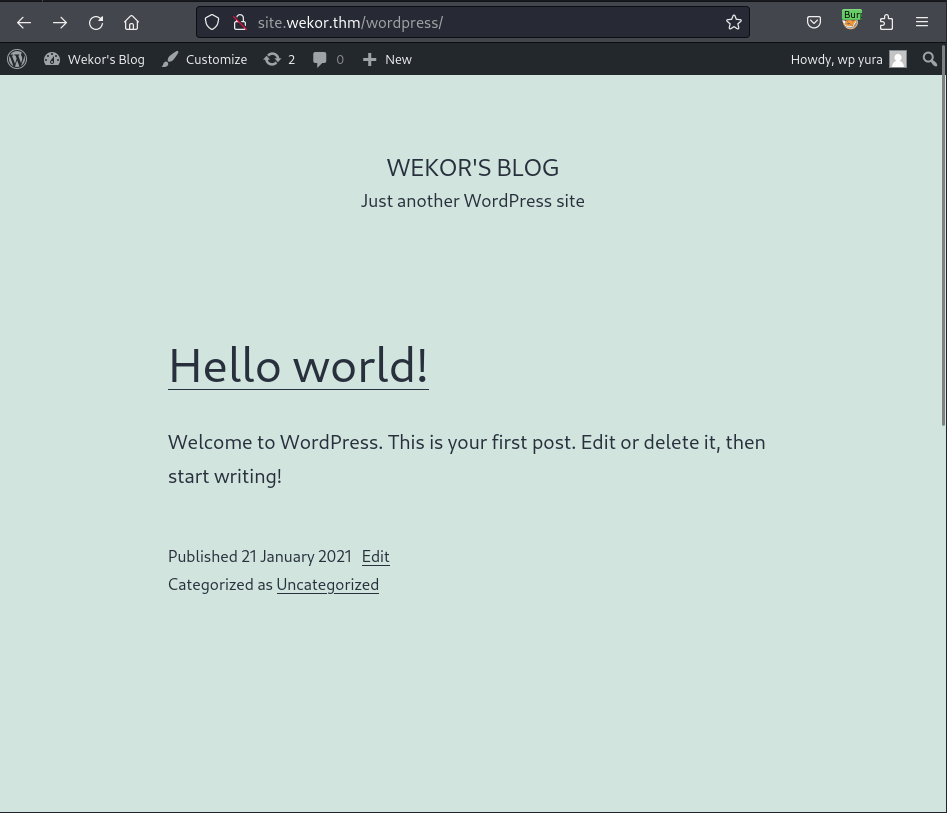 Bur
site.wekor.thm/wordpress/
Wekor's Blog Customize 2 0 + New Howdy, wp yura
WEKOR'S BLOG
Just another WordPress site
Hello world!
Welcome to WordPress. This is your first post. Edit or delete it, then
start writing!
Published 21 January 2021 Edit
Categorized as Uncategorized